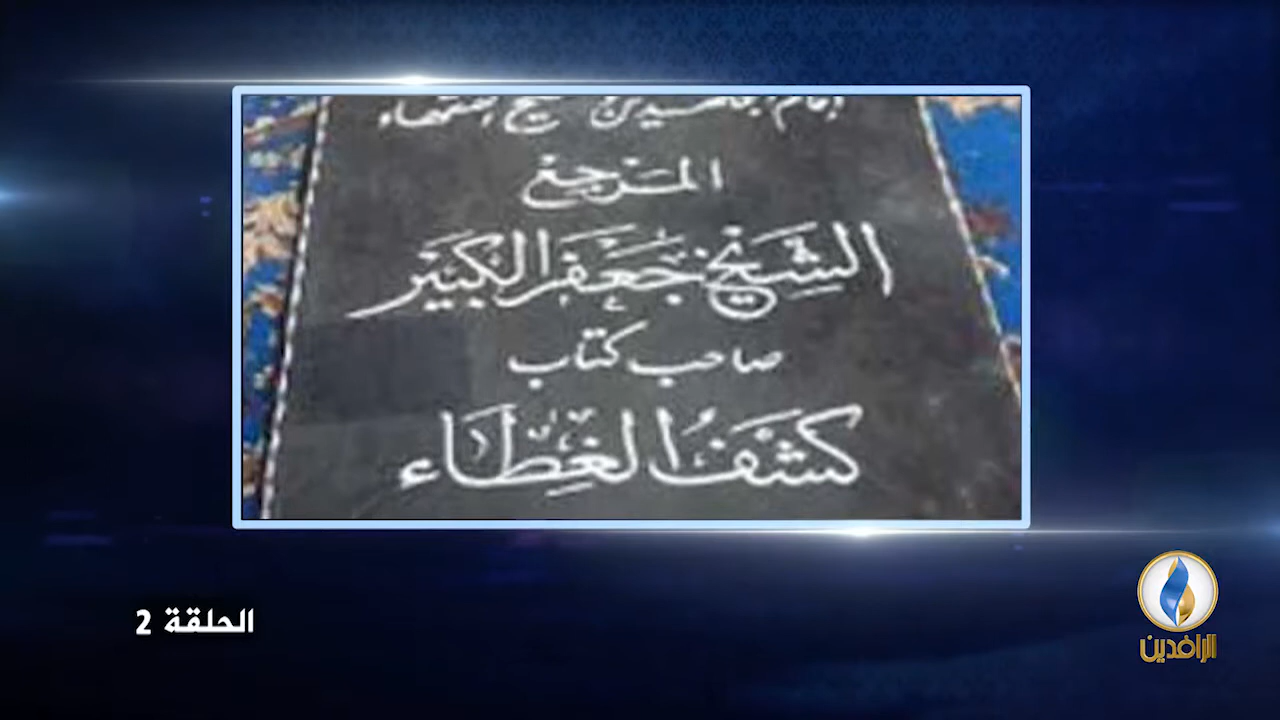 المرجع
الشيخ جعفر الكبير
صاحب كتاب
كشف الغطاء
الحلقة 2
الرافدين